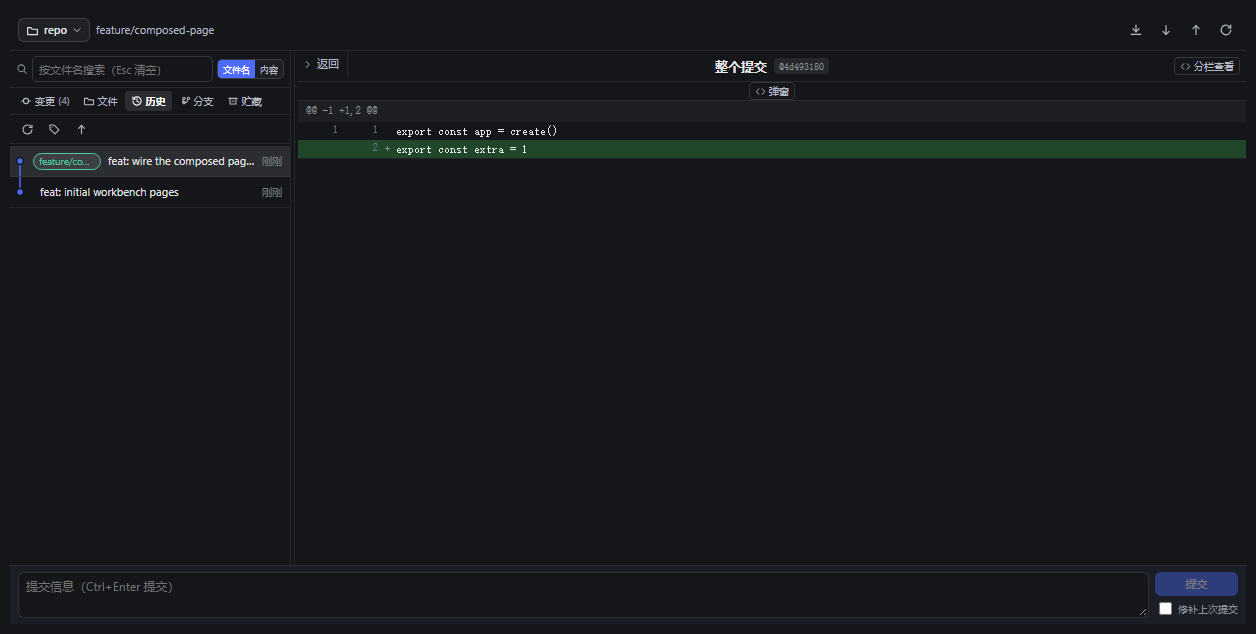 repo feature/composed-page
按文件名搜索（Esc 清空） 文件名 内容
变更 (4) 文件 历史 分支 贮藏
feature/co... feat: wire the composed pag... 刚刚
feat: initial workbench pages 刚刚
返回 整个提交 04d493180 分栏查看
弹窗
@@ -1 +1,2 @@
1 1 export const app = create()
2 + export const extra = 1
提交信息（Ctrl+Enter 提交） 提交
修补上次提交